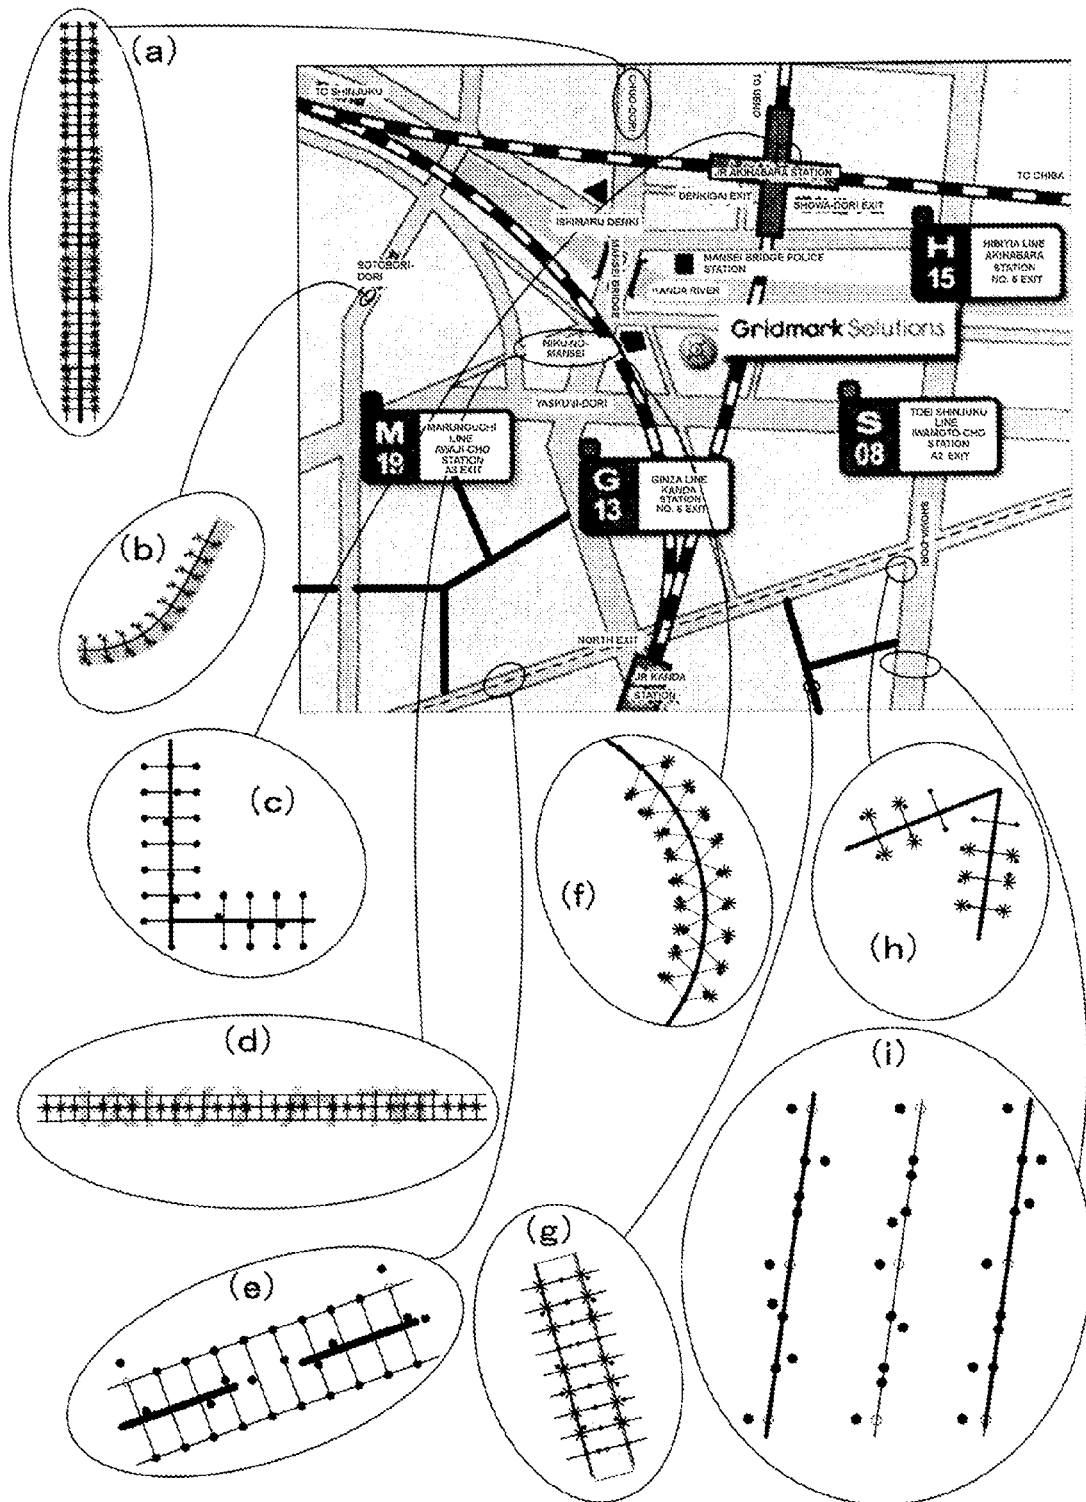 (a)
TO SHINJUKU
CHUO-DORI
TO UENO
JR AKIHABARA STATION
TO CHIBA
DENKIGAI EXIT
SHOWA-DORI EXIT
ISHIMARU DENKI
MANSEI BRIDGE
MANSEI BRIDGE POLICE
STATION
KANDA RIVER
SOTOBORI-
DORI
H
15
HIBIYA LINE
AKIHABARA
STATION
NO. 5 EXIT
Gridmark Solutions
NIKU-NO-
MANSEI
YASKUNI-DORI
M
19
MARUNOUCHI
LINE
AWAJI-CHO
STATION
A3 EXIT
G
13
GINZA LINE
KANDA
STATION
NO. 6 EXIT
S
08
TOEI SHINJUKU
LINE
IWAMOTO-CHO
STATION
A2 EXIT
NORTH EXIT
JR KANDA
STATION
(b)
(c)
(d)
(e)
(f)
(g)
(h)
(i)